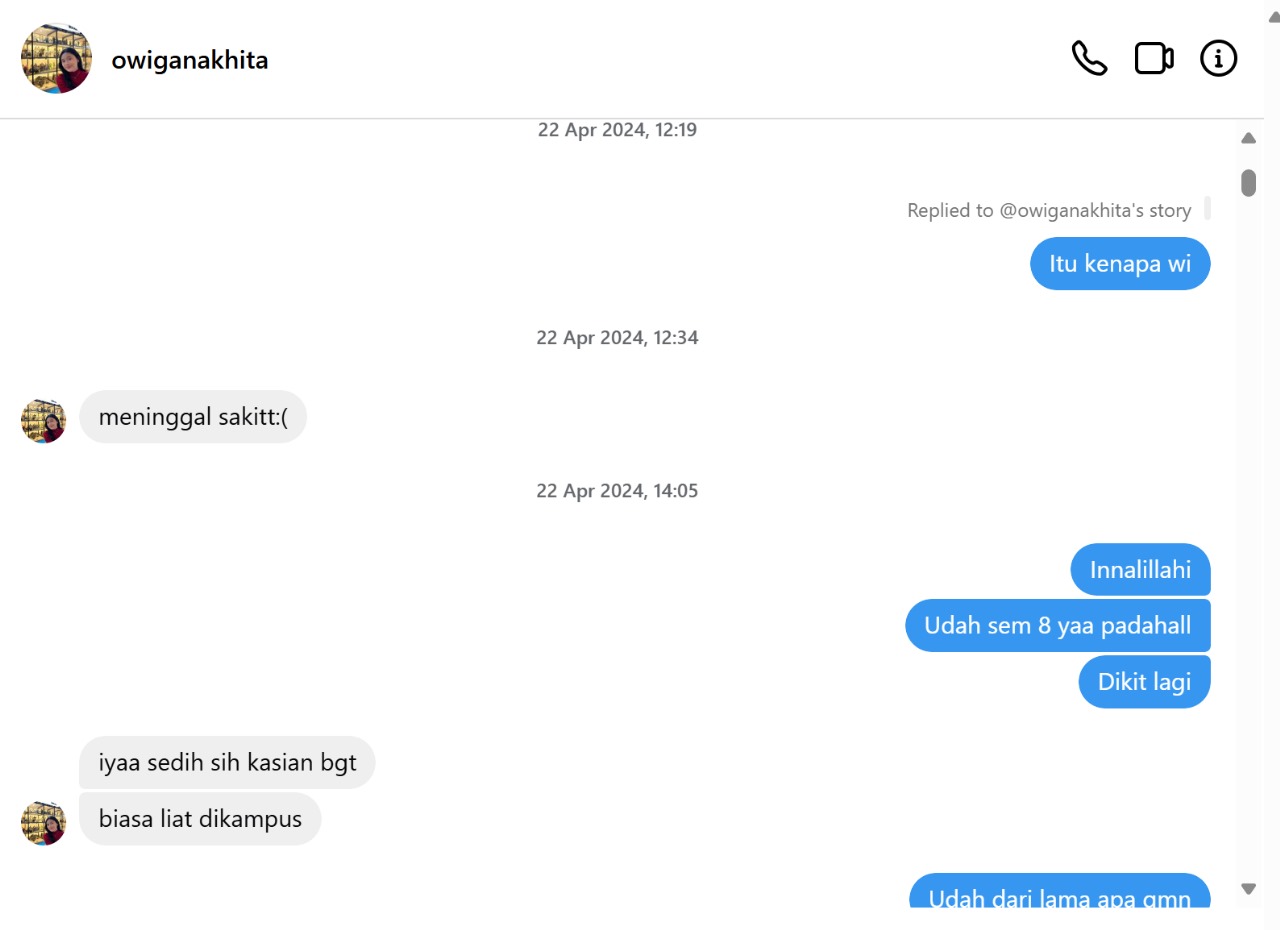 owiganakhita
22 Apr 2024, 12:19
Replied to @owiganakhita's story
Itu kenapa wi
22 Apr 2024, 12:34
meninggal sakitt:(
22 Apr 2024, 14:05
Innalillahi
Udah sem 8 yaa padahall
Dikit lagi
iyaa sedih sih kasian bgt
biasa liat dikampus
Udah dari lama apa gmn